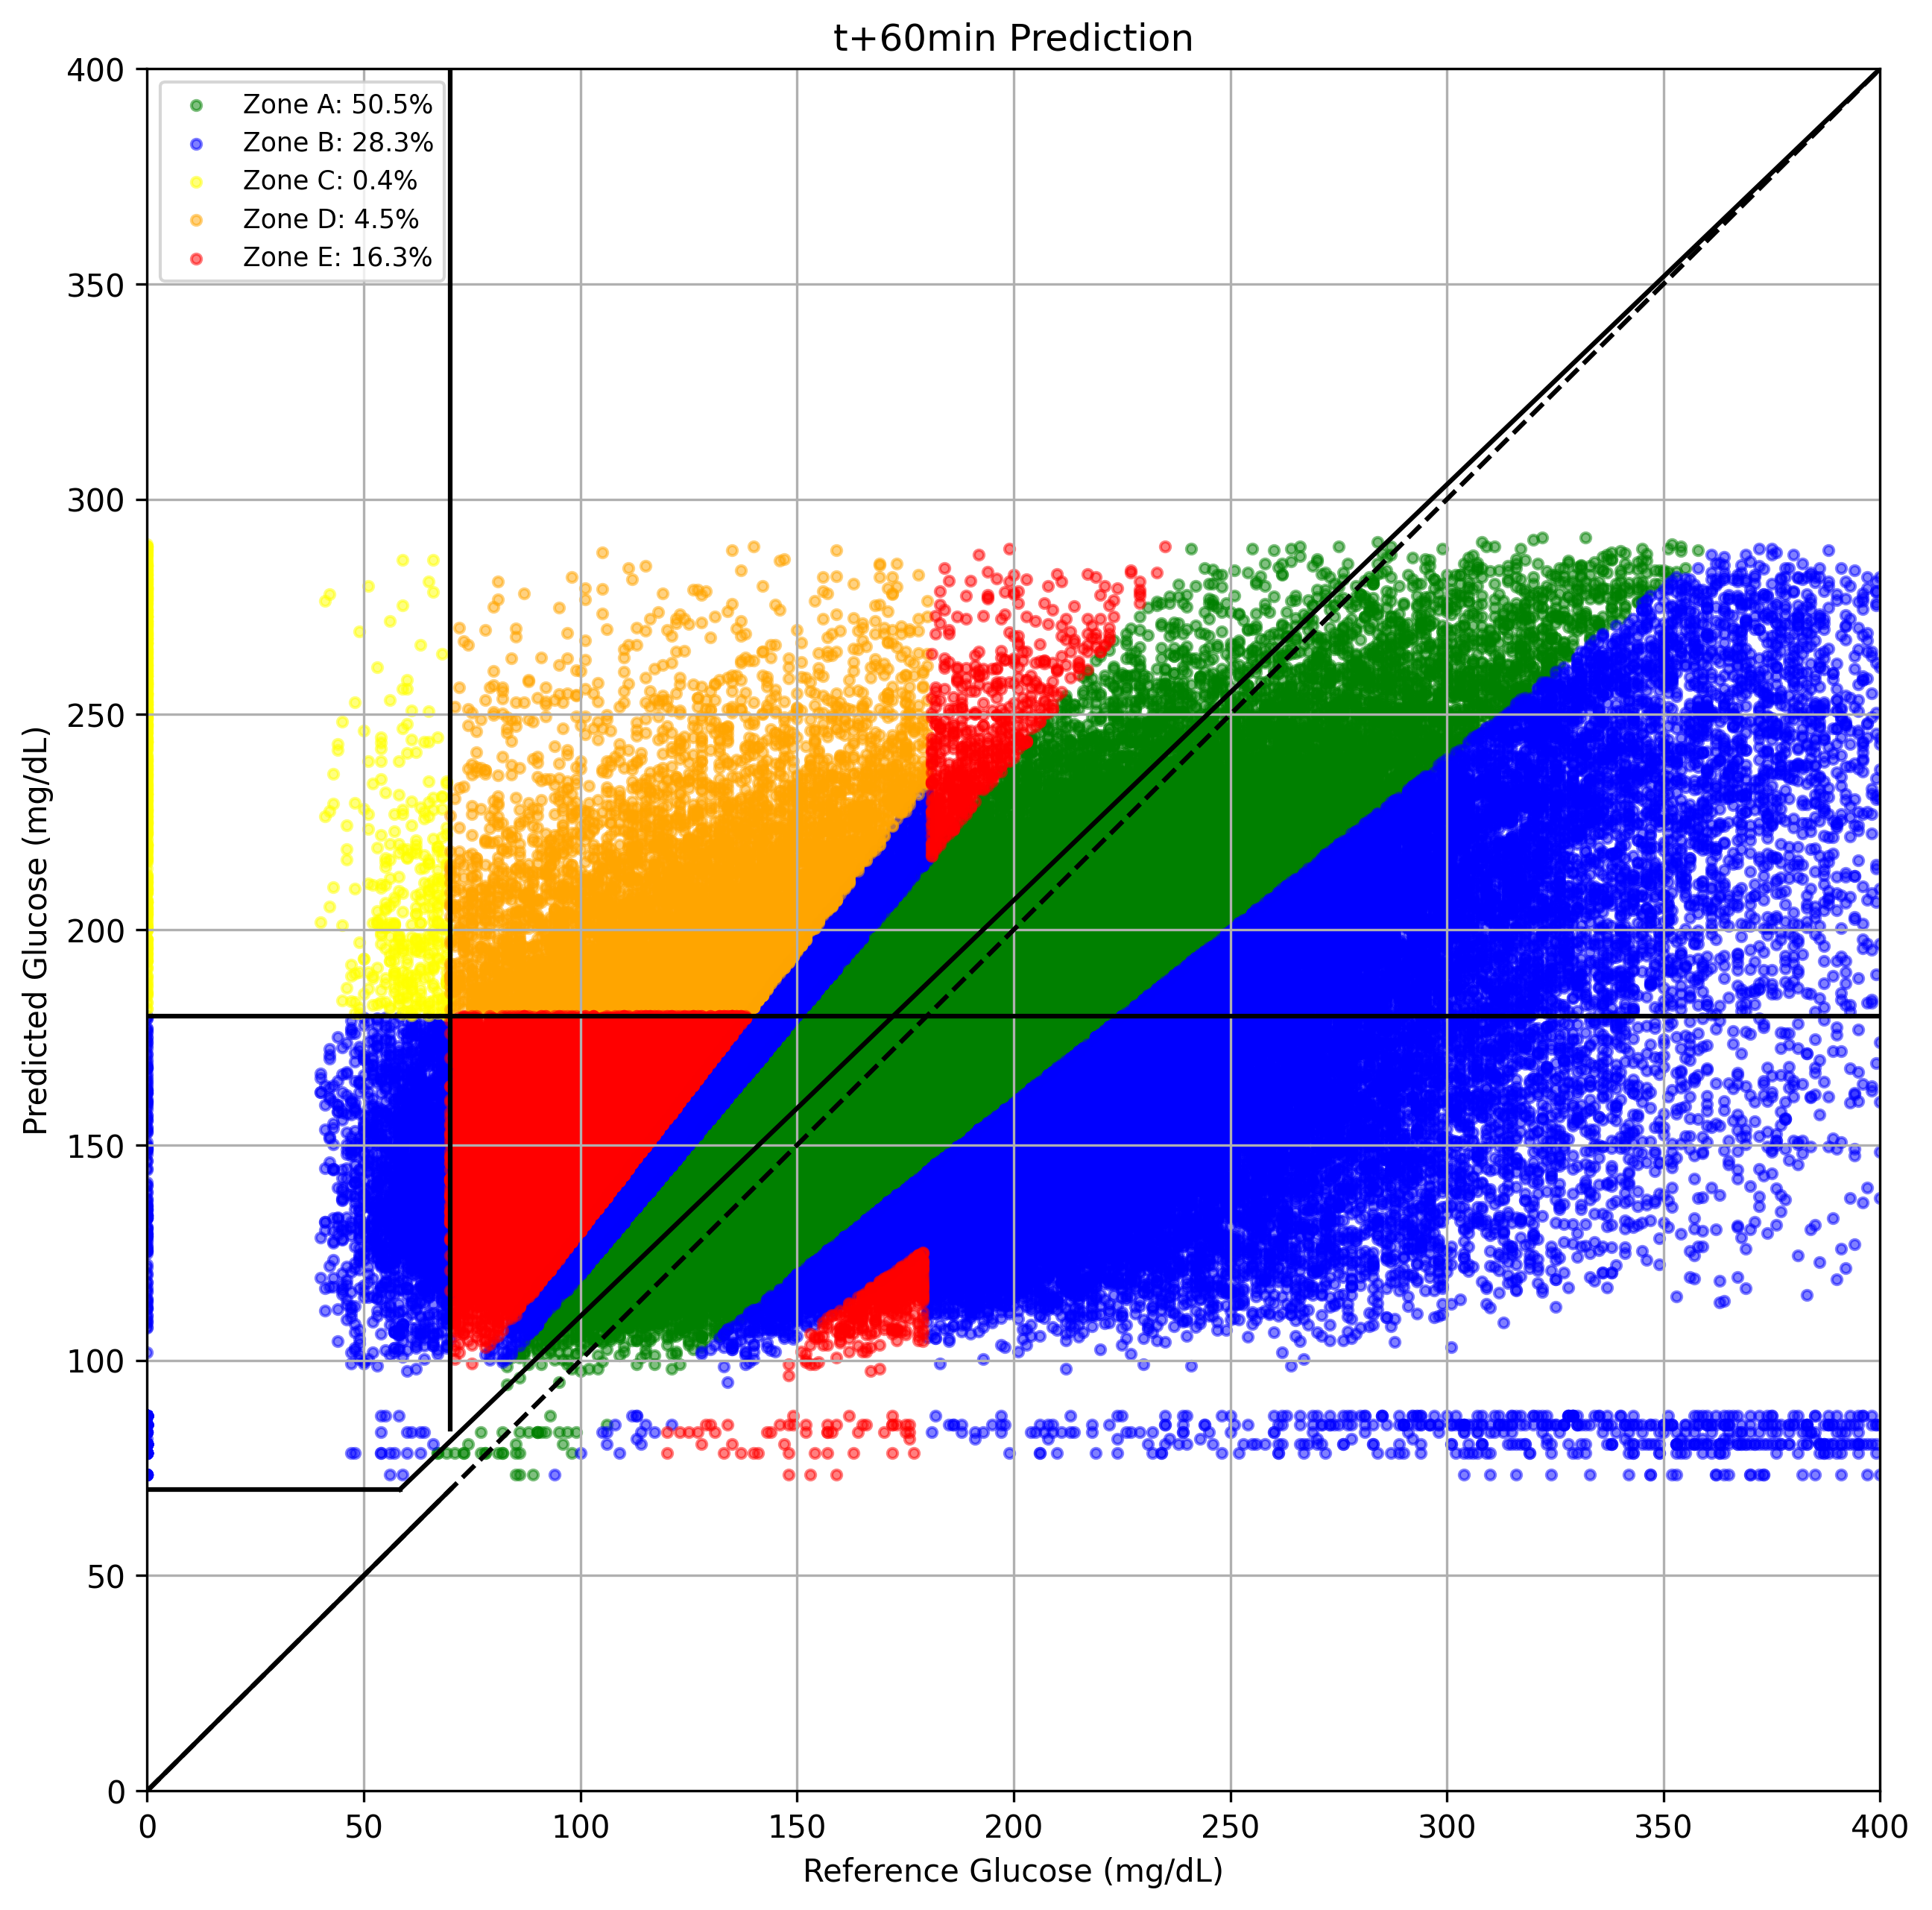 t+60min Prediction
400
350
300
250
200
150
100
50
0
Predicted Glucose (mg/dL)
Zone A: 50.5%
Zone B: 28.3%
Zone C: 0.4%
Zone D: 4.5%
Zone E: 16.3%
0 50 100 150 200 250 300 350 400
Reference Glucose (mg/dL)